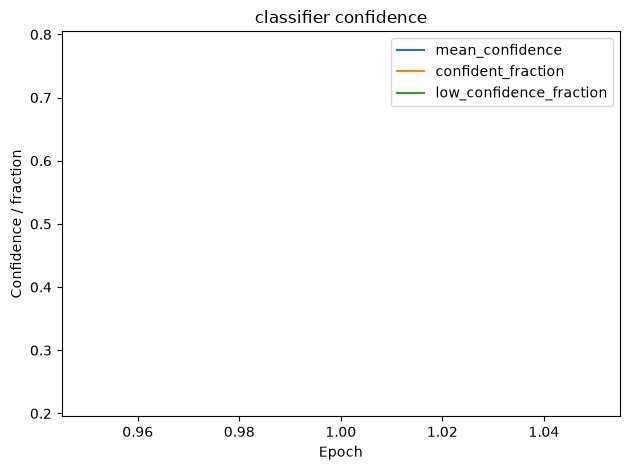 classifier confidence
mean_confidence
confident_fraction
low_confidence_fraction
Confidence / fraction
0.8
0.7
0.6
0.5
0.4
0.3
0.2
0.96
0.98
1.00
1.02
1.04
Epoch